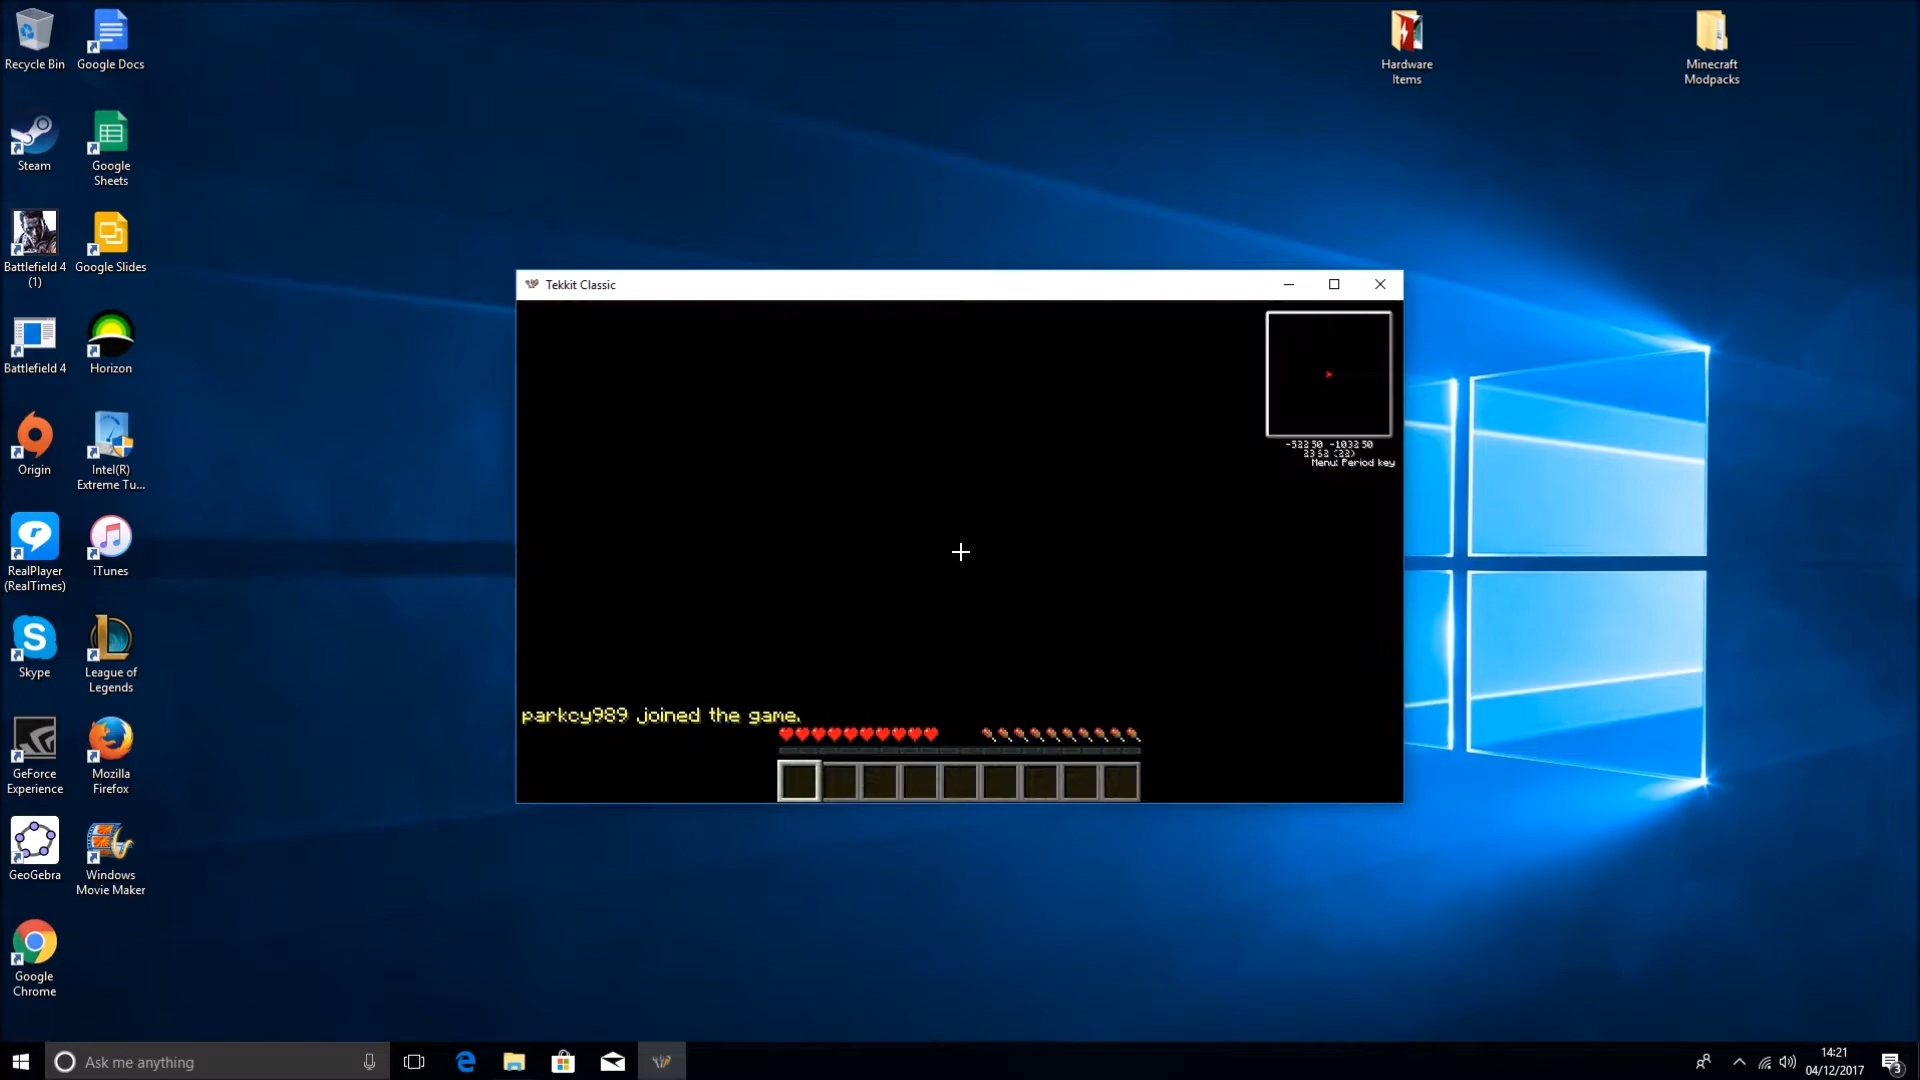 Recycle Bin
Google Docs
Hardware
Items
Minecraft
Modpacks
Steam
Google
Sheets
Battlefield 4
(1)
Google Slides
Tekkit Classic
Battlefield 4
Horizon
Origin
Intel(R)
Extreme Tu...
Menu: Period key
RealPlayer
(RealTimes)
iTunes
Skype
League of
Legends
parkcy989 joined the game.
GeForce
Experience
Mozilla
Firefox
GeoGebra
Windows
Movie Maker
Google
Chrome
Ask me anything
14:21
04/12/2017
3